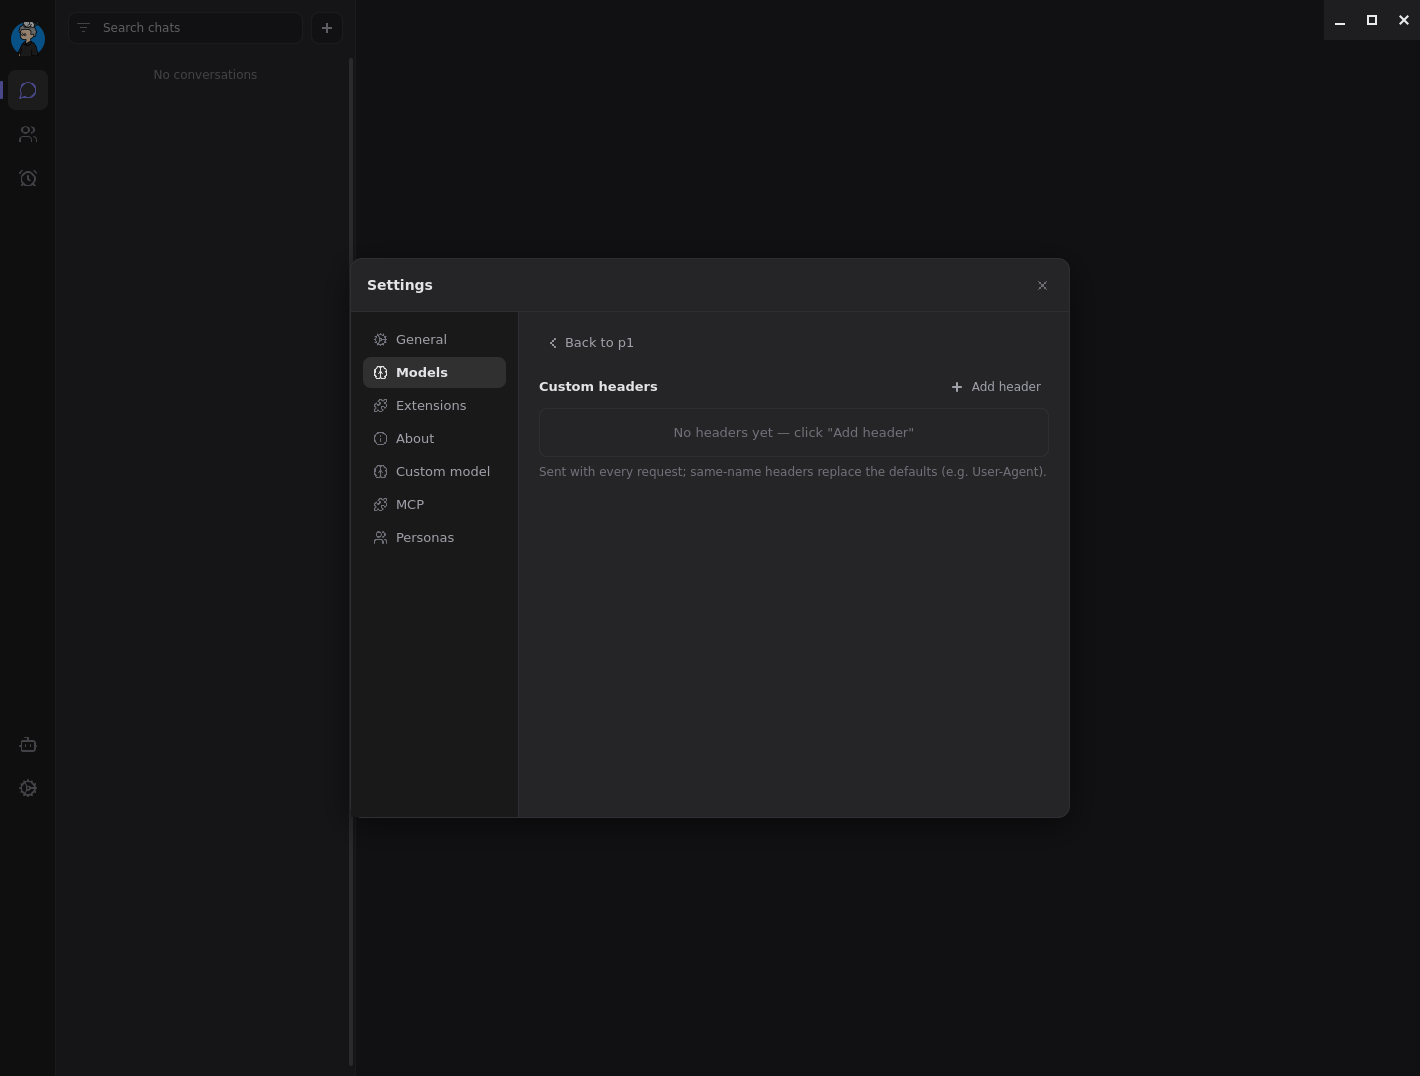 Search chats
No conversations
Settings
General
Models
Extensions
About
Custom model
MCP
Personas
Back to p1
Custom headers
Add header
No headers yet — click "Add header"
Sent with every request; same-name headers replace the defaults (e.g. User-Agent).